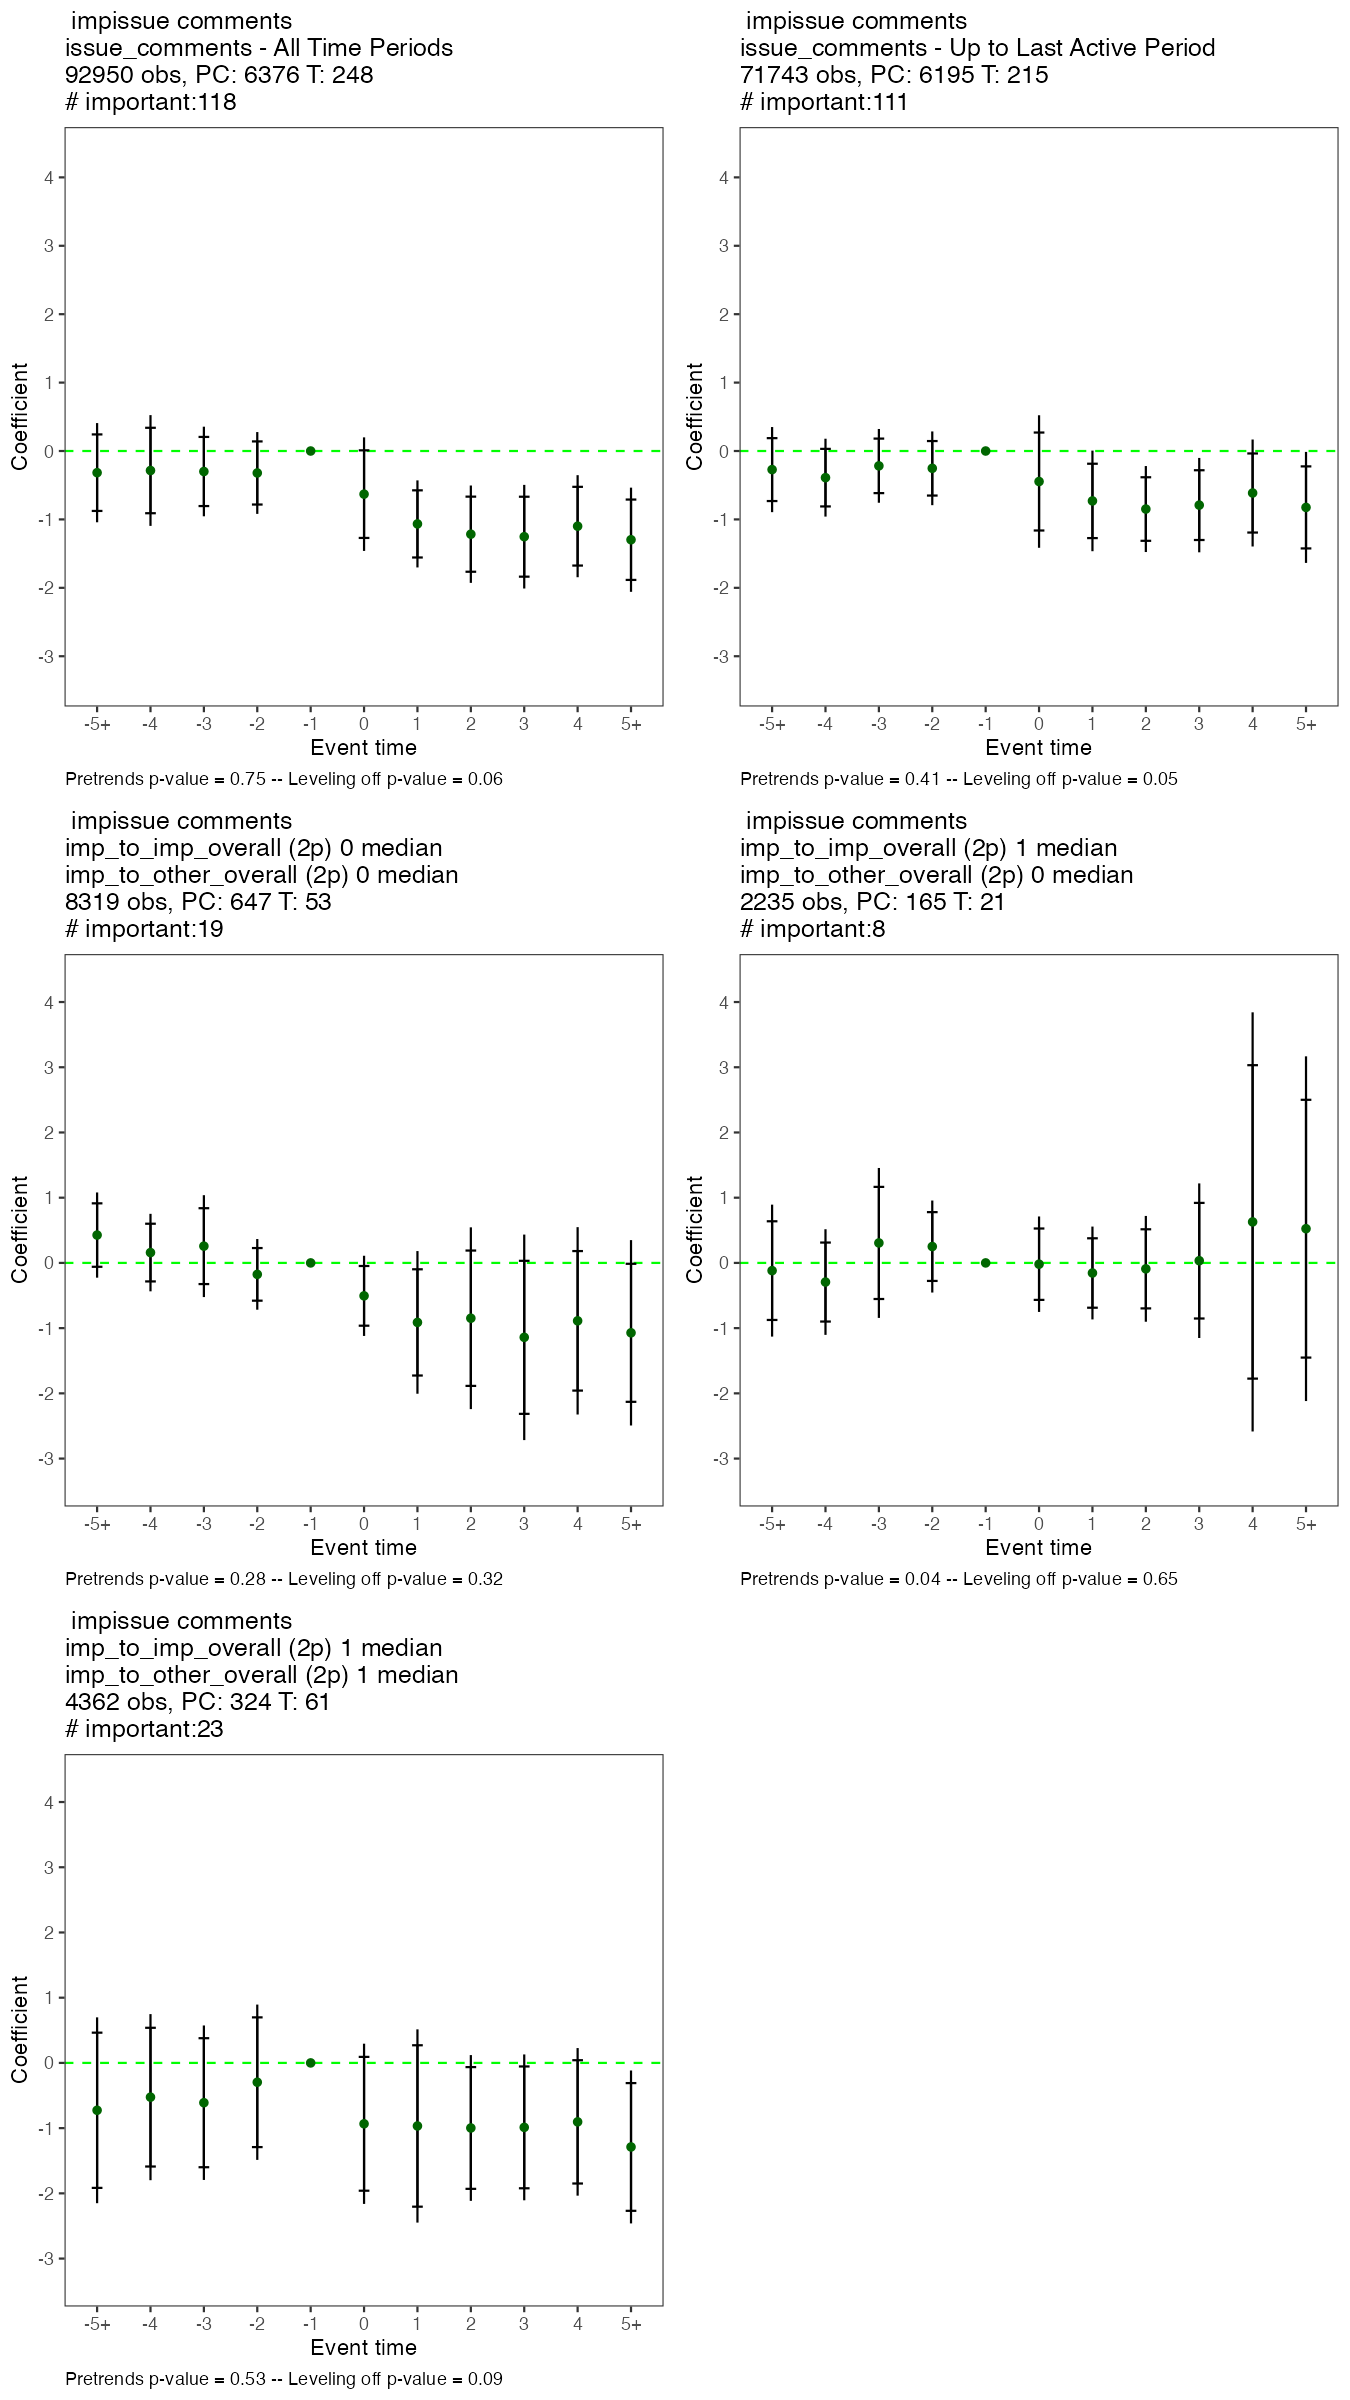 impissue comments
issue_comments - All Time Periods
92950 obs, PC: 6376 T: 248
# important:118
Coefficient
4
3
2
1
0
-1
-2
-3
-5+ -4 -3 -2 -1 0 1 2 3 4 5+
Event time
Pretrends p-value = 0.75 -- Leveling off p-value = 0.06
impissue comments
issue_comments - Up to Last Active Period
71743 obs, PC: 6195 T: 215
# important:111
Coefficient
4
3
2
1
0
-1
-2
-3
-5+ -4 -3 -2 -1 0 1 2 3 4 5+
Event time
Pretrends p-value = 0.41 -- Leveling off p-value = 0.05
impissue comments
imp_to_imp_overall (2p) 0 median
imp_to_other_overall (2p) 0 median
8319 obs, PC: 647 T: 53
# important:19
Coefficient
4
3
2
1
0
-1
-2
-3
-5+ -4 -3 -2 -1 0 1 2 3 4 5+
Event time
Pretrends p-value = 0.28 -- Leveling off p-value = 0.32
impissue comments
imp_to_imp_overall (2p) 1 median
imp_to_other_overall (2p) 0 median
2235 obs, PC: 165 T: 21
# important:8
Coefficient
4
3
2
1
0
-1
-2
-3
-5+ -4 -3 -2 -1 0 1 2 3 4 5+
Event time
Pretrends p-value = 0.04 -- Leveling off p-value = 0.65
impissue comments
imp_to_imp_overall (2p) 1 median
imp_to_other_overall (2p) 1 median
4362 obs, PC: 324 T: 61
# important:23
Coefficient
4
3
2
1
0
-1
-2
-3
-5+ -4 -3 -2 -1 0 1 2 3 4 5+
Event time
Pretrends p-value = 0.53 -- Leveling off p-value = 0.09